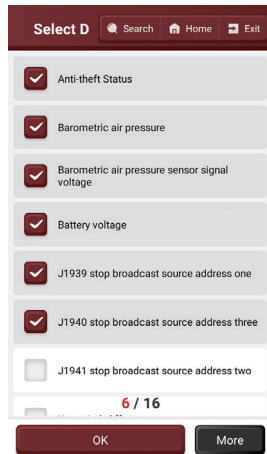 Select D Search Home Exit
Anti-theft Status
Barometric air pressure
Barometric air pressure sensor signal
voltage
Battery voltage
J1939 stop broadcast source address one
J1940 stop broadcast source address three
J1941 stop broadcast source address two
6 / 16
OK More